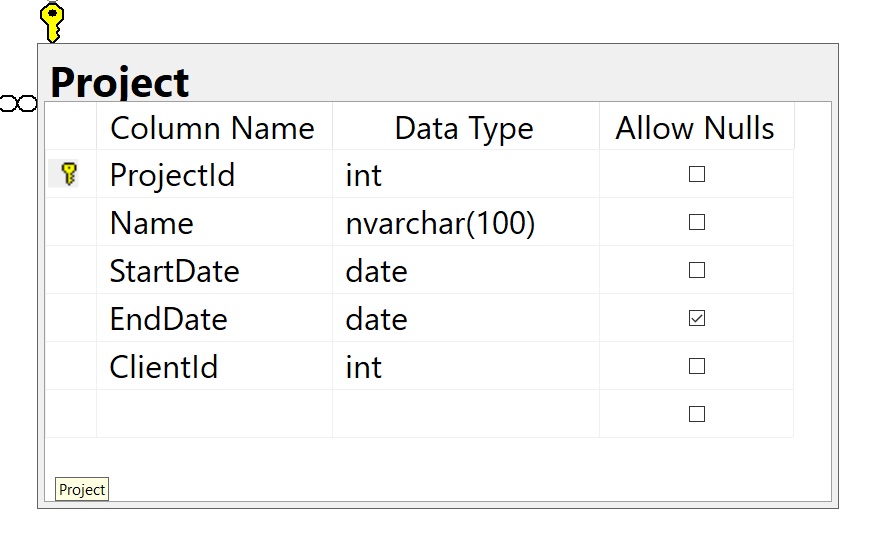 Project
Column Name Data Type Allow Nulls
ProjectId int
Name nvarchar(100)
StartDate date
EndDate date
ClientId int
Project